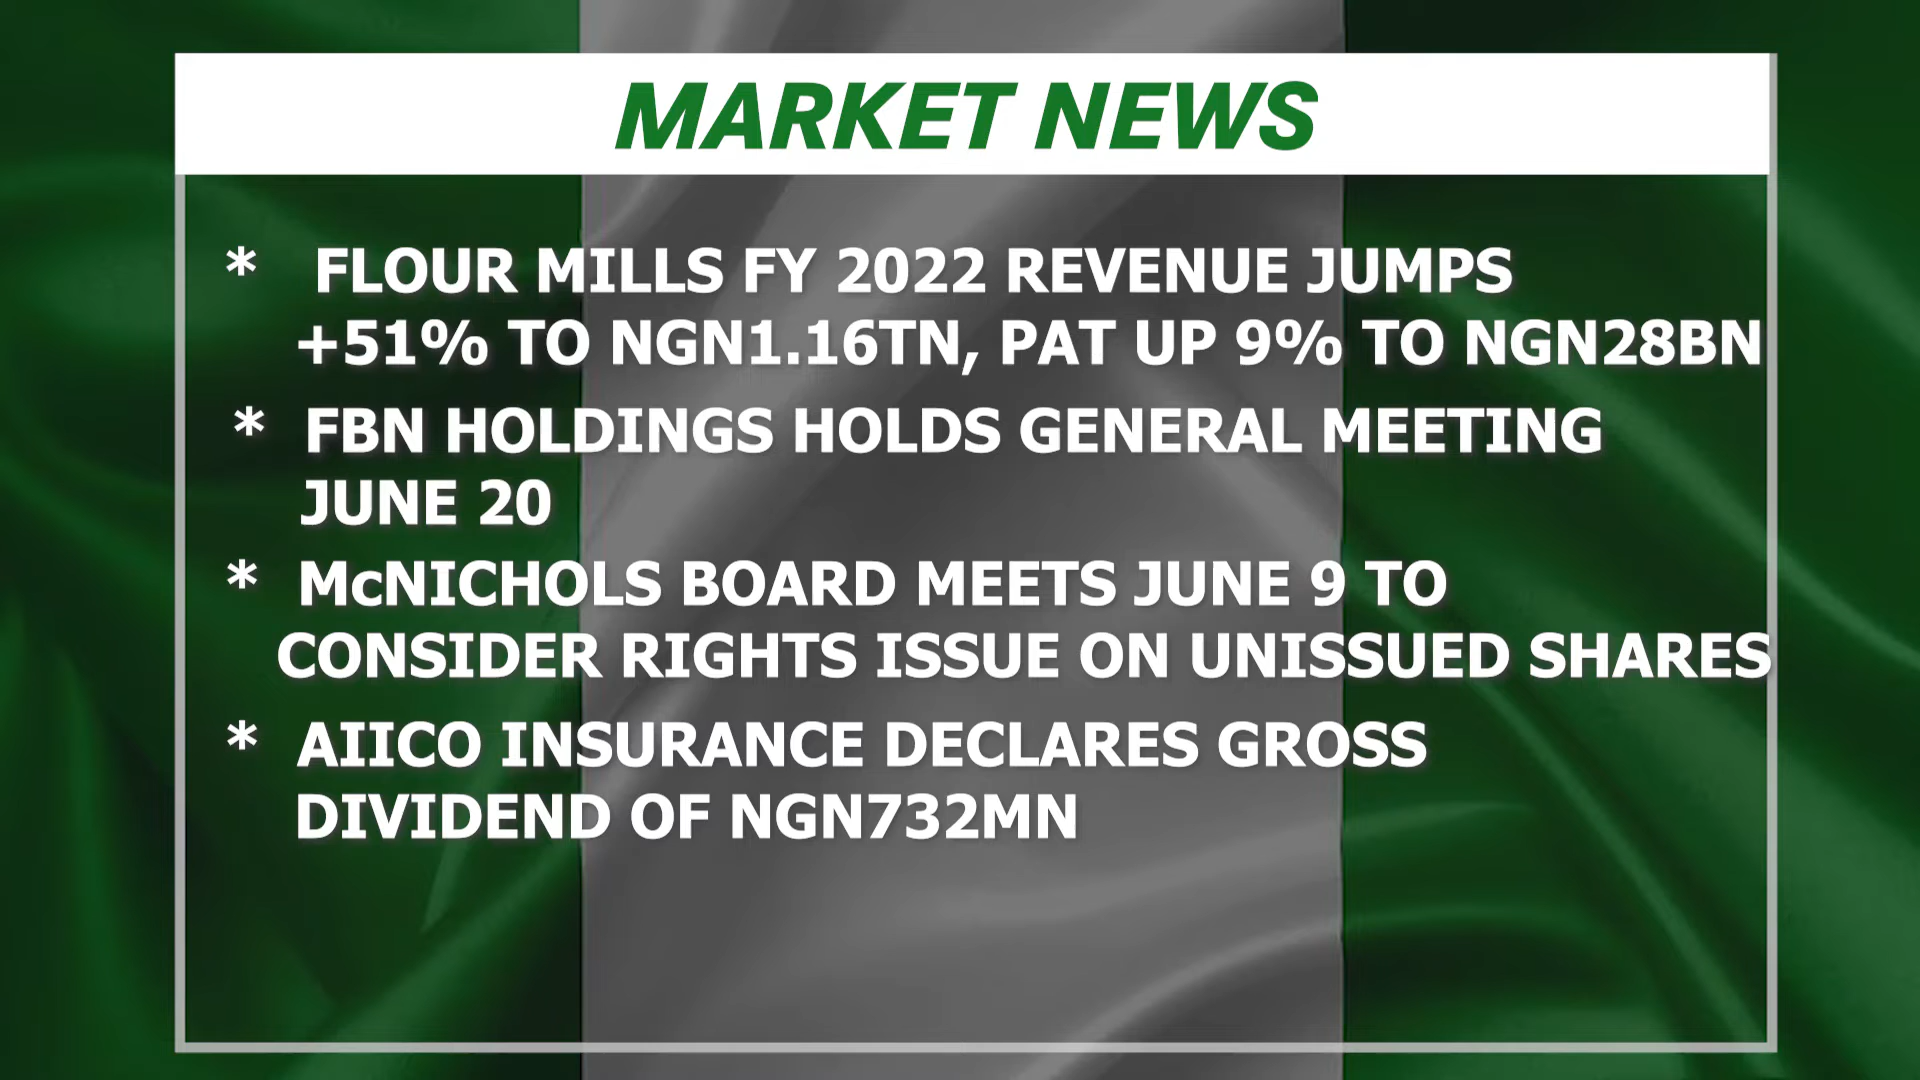 MARKET NEWS
* FLOUR MILLS FY 2022 REVENUE JUMPS
+51% TO NGN1.16TN, PAT UP 9% TO NGN28BN
* FBN HOLDINGS HOLDS GENERAL MEETING
JUNE 20
* McNICHOLS BOARD MEETS JUNE 9 TO
CONSIDER RIGHTS ISSUE ON UNISSUED SHARES
* AIICO INSURANCE DECLARES GROSS
DIVIDEND OF NGN732MN